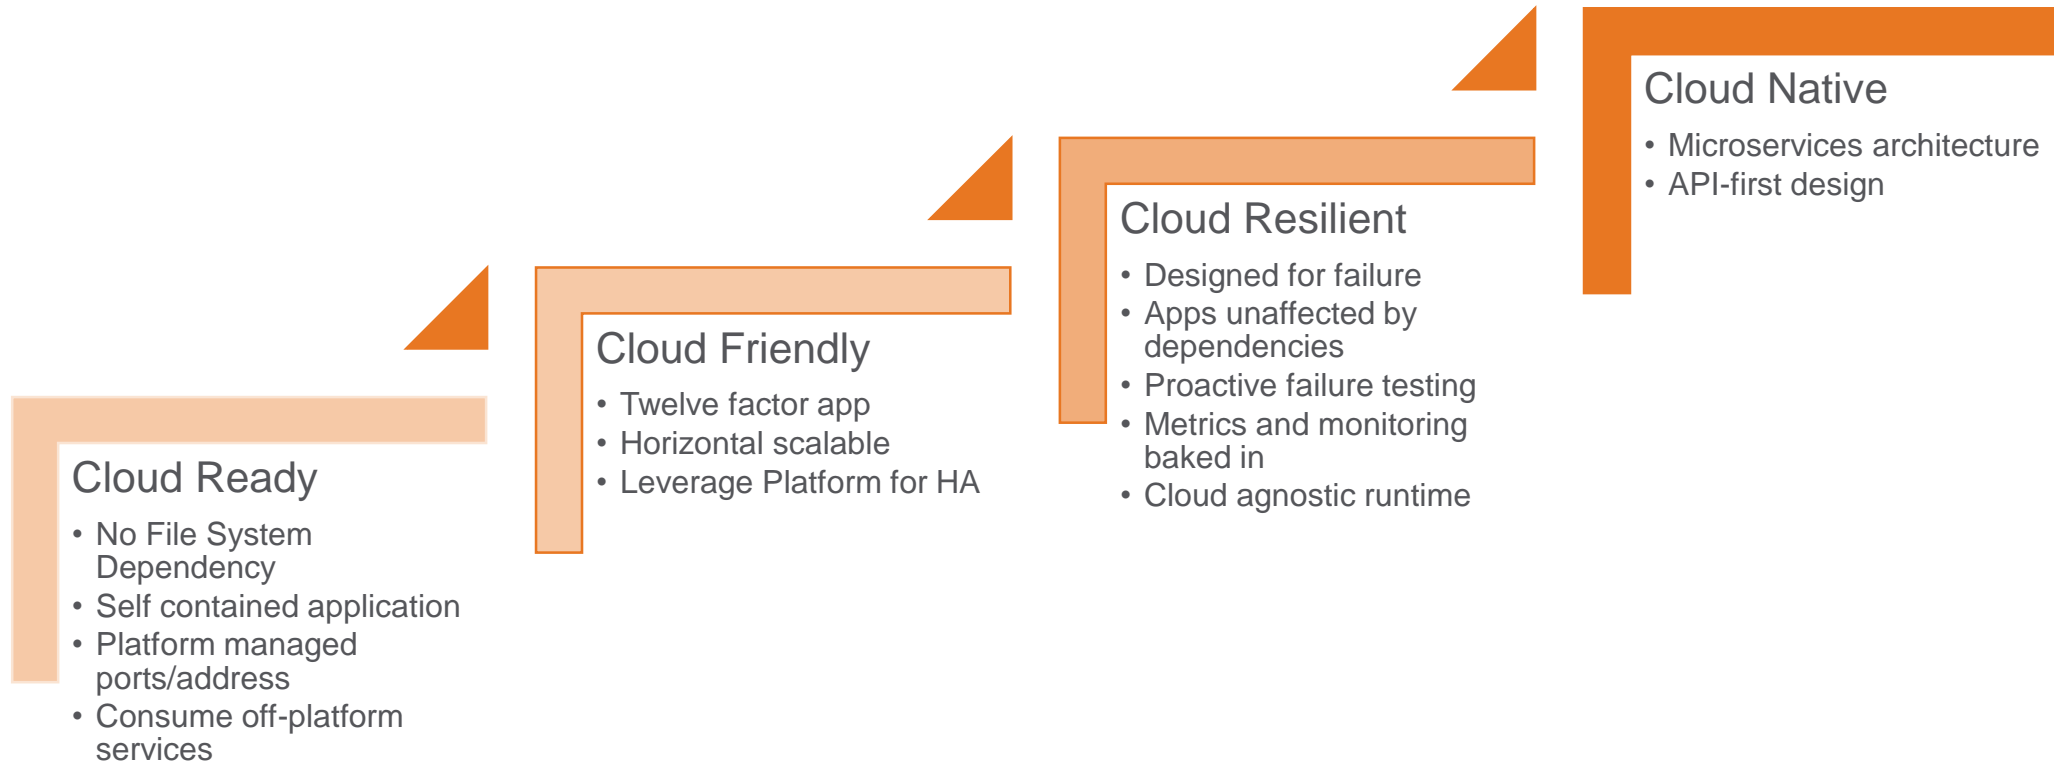 Cloud Ready
• No File System
Dependency
• Self contained application
• Platform managed
ports/address
• Consume off-platform
services
Cloud Friendly
• Twelve factor app
• Horizontal scalable
• Leverage Platform for HA
Cloud Resilient
• Designed for failure
• Apps unaffected by
dependencies
• Proactive failure testing
• Metrics and monitoring
baked in
• Cloud agnostic runtime
Cloud Native
• Microservices architecture
• API-first design